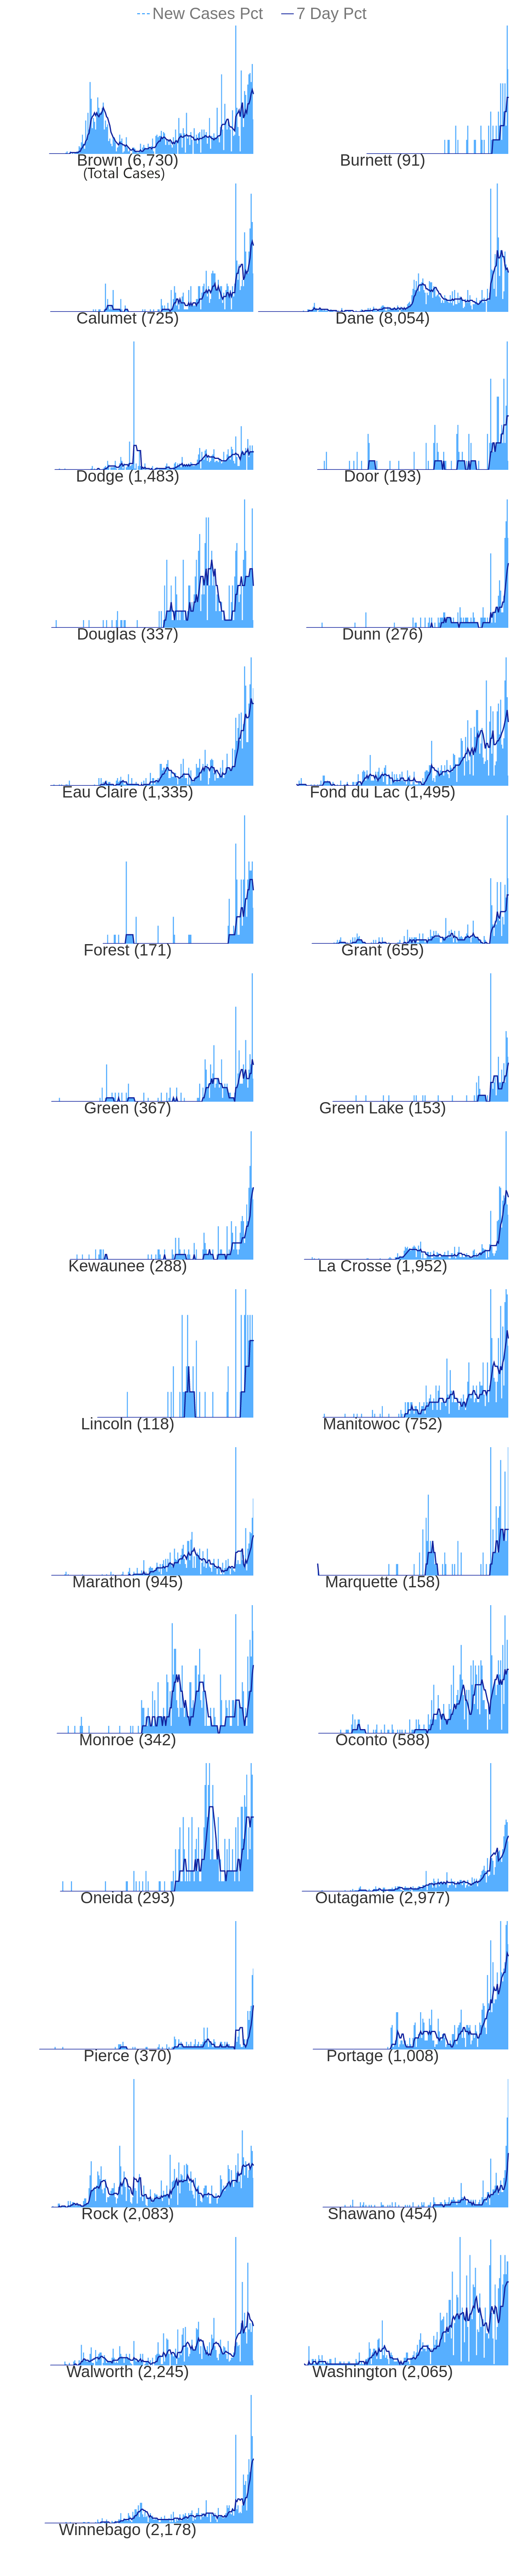 New Cases Pct 7 Day Pct
Brown (6,730) Burnett (91)
(Total Cases)
Calumet (725) Dane (8,054)
Dodge (1,483) Door (193)
Douglas (337) Dunn (276)
Eau Claire (1,335) Fond du Lac (1,495)
Forest (171) Grant (655)
Green (367) Green Lake (153)
Kewaunee (288) La Crosse (1,952)
Lincoln (118) Manitowoc (752)
Marathon (945) Marquette (158)
Monroe (342) Oconto (588)
Oneida (293) Outagamie (2,977)
Pierce (370) Portage (1,008)
Rock (2,083) Shawano (454)
Walworth (2,245) Washington (2,065)
Winnebago (2,178)